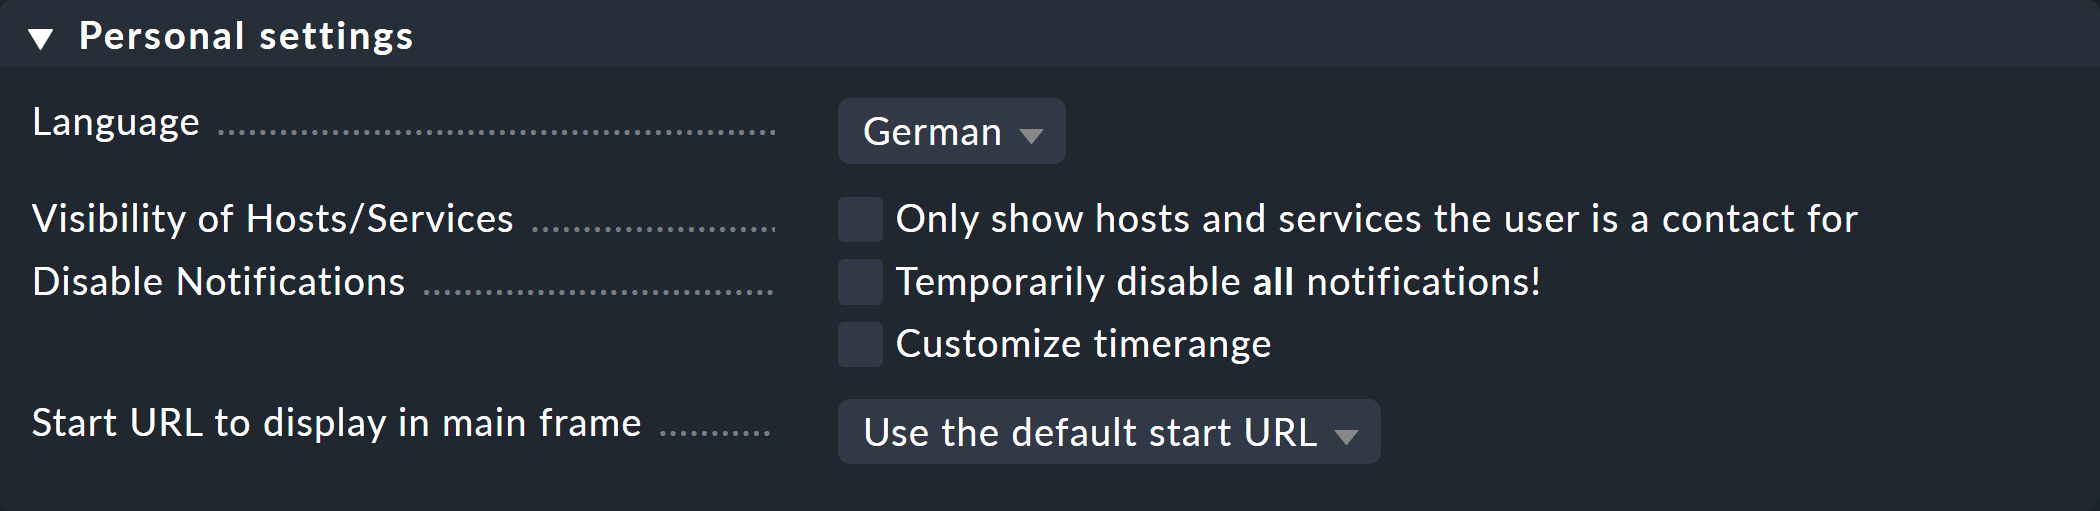 Personal settings
Language German
Visibility of Hosts/Services Only show hosts and services the user is a contact for
Disable Notifications Temporarily disable all notifications!
Customize timerange
Start URL to display in main frame Use the default start URL